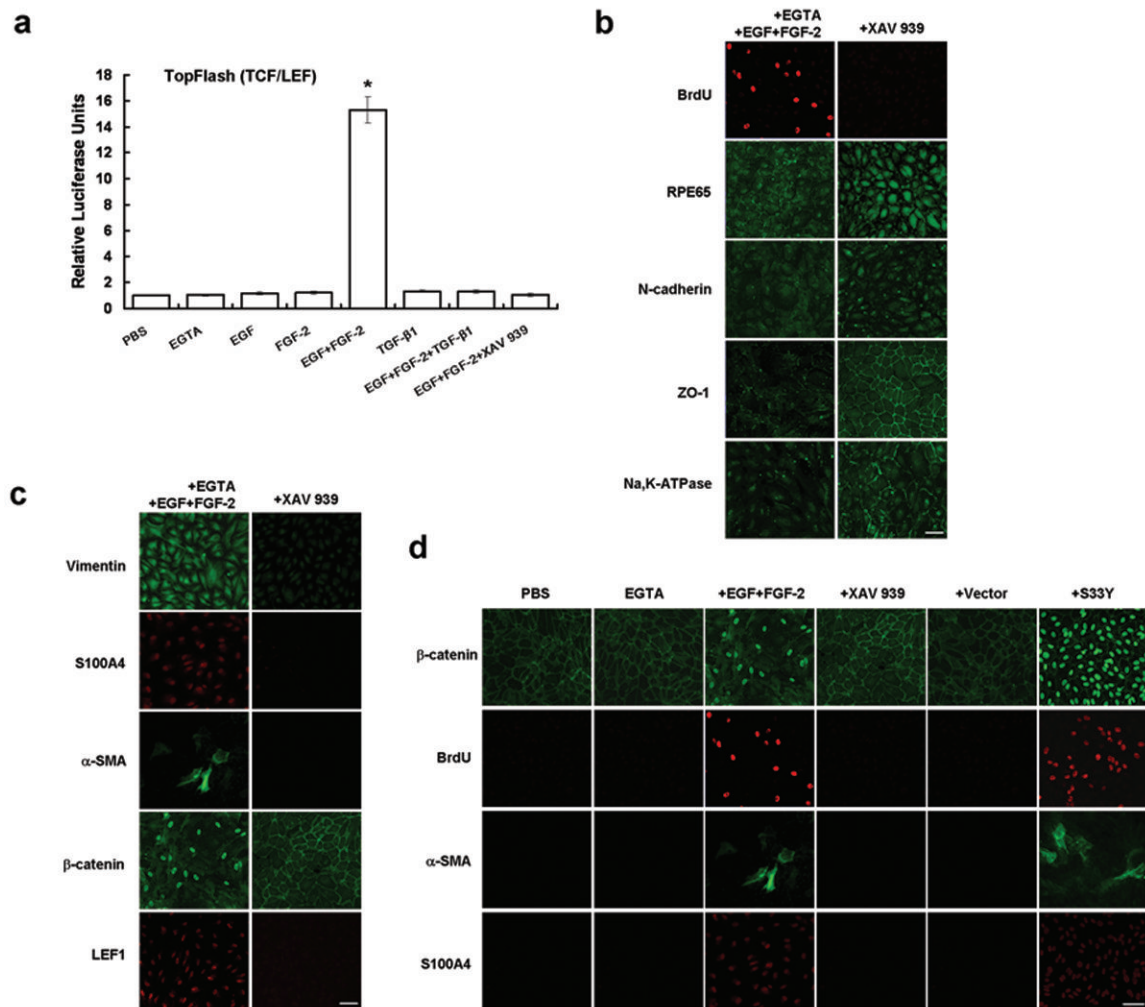 a
TopFlash (TCF/LEF)
Relative Luciferase Units
18
16
14
12
10
8
6
4
2
0
PBS
EGTA
EGF
FGF-2
EGF+FGF-2
TGF-β1
EGF+FGF-2+TGF-β1
EGF+FGF-2+XAV 939
*
b
+EGTA
+EGF+FGF-2
+XAV 939
BrdU
RPE65
N-cadherin
ZO-1
Na,K-ATPase
c
+EGTA
+EGF+FGF-2
+XAV 939
Vimentin
S100A4
α-SMA
β-catenin
LEF1
d
PBS EGTA +EGF+FGF-2 +XAV 939 +Vector +S33Y
β-catenin
BrdU
α-SMA
S100A4